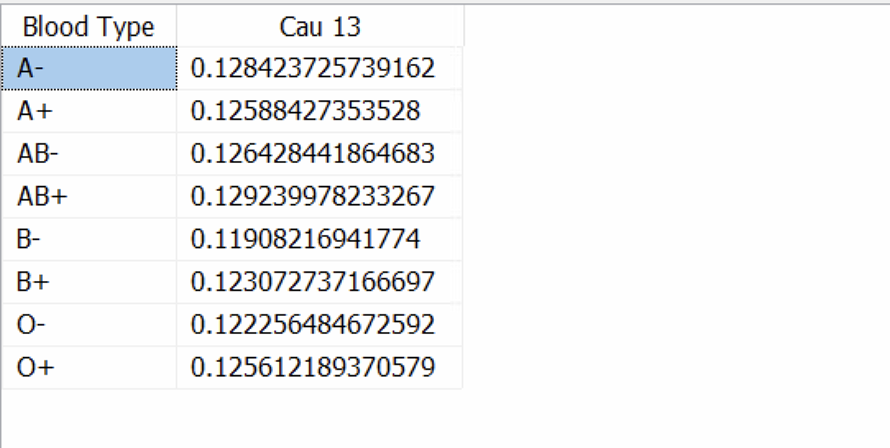 Blood Type Cau 13
A- 0.128423725739162
A+ 0.12588427353528
AB- 0.126428441864683
AB+ 0.129239978233267
B- 0.11908216941774
B+ 0.123072737166697
O- 0.122256484672592
O+ 0.125612189370579